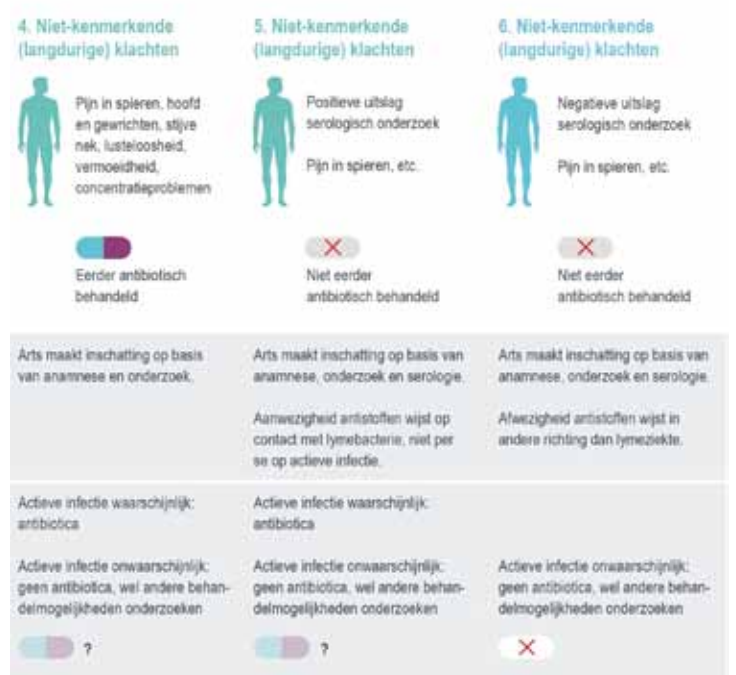 4. Niet-kenmerkende
(langdurige) klachten
Pijn in spieren, hoofd
en gewrichten, stijve
nek, lusteloosheid,
vermoeidheid,
concentratieproblemen
Eerder antibiotisch
behandeld
Arts maakt inschatting op basis
van anamnese en onderzoek.
Actieve infectie waarschijnlijk:
antibiotica
Actieve infectie onwaarschijnlijk:
geen antibiotica, wel andere behan-
delmogelijkheden onderzoeken
?
5. Niet-kenmerkende
(langdurige) klachten
Positieve uitslag
serologisch onderzoek
Pijn in spieren, etc.
Niet eerder
antibiotisch behandeld
Arts maakt inschatting op basis van
anamnese, onderzoek en serologie.
Aanwezigheid antistoffen wijst op
contact met lymebacterie, niet per
se op actieve infectie.
Actieve infectie waarschijnlijk:
antibiotica
Actieve infectie onwaarschijnlijk:
geen antibiotica, wel andere behan-
delmogelijkheden onderzoeken
?
6. Niet-kenmerkende
(langdurige) klachten
Negatieve uitslag
serologisch onderzoek
Pijn in spieren, etc.
Niet eerder
antibiotisch behandeld
Arts maakt inschatting op basis van
anamnese, onderzoek en serologie.
Afwezigheid antistoffen wijst in
andere richting dan lymeziekte.
Actieve infectie onwaarschijnlijk:
geen antibiotica, wel andere behan-
delmogelijkheden onderzoeken